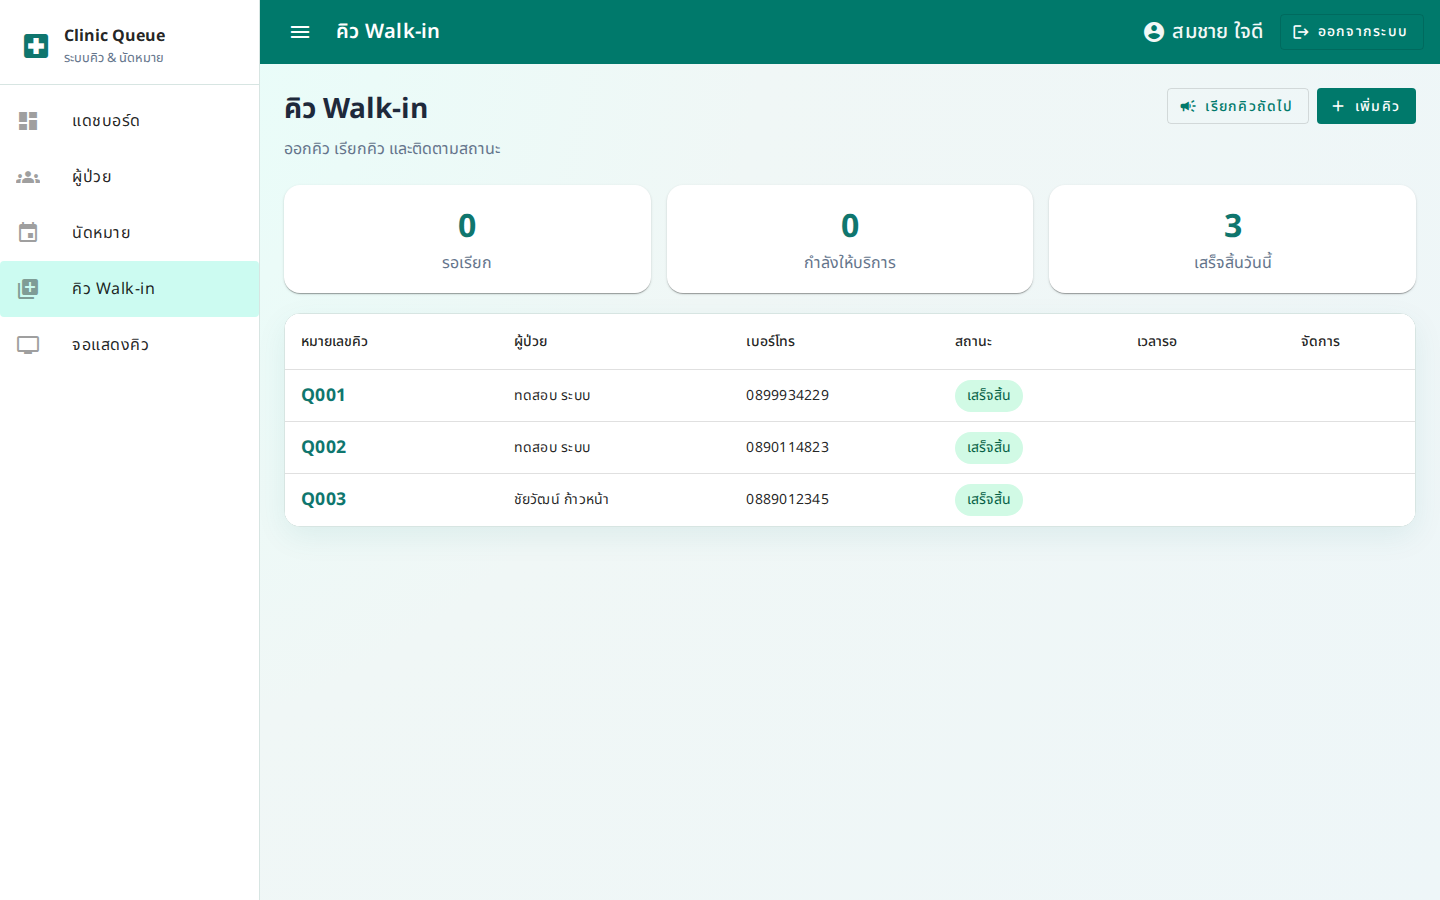 Clinic Queue
ระบบคิว & นัดหมาย
แดชบอร์ด
ผู้ป่วย
นัดหมาย
คิว Walk-in
จอแสดงคิว
คิว Walk-in
สมชาย ใจดี
ออกจากระบบ
คิว Walk-in
ออกคิว เรียกคิว และติดตามสถานะ
เรียกคิวถัดไป
เพิ่มคิว
0
รอเรียก
0
กำลังให้บริการ
3
เสร็จสิ้นวันนี้
หมายเลขคิว ผู้ป่วย เบอร์โทร สถานะ เวลารอ จัดการ
Q001 ทดสอบ ระบบ 0899934229 เสร็จสิ้น
Q002 ทดสอบ ระบบ 0890114823 เสร็จสิ้น
Q003 ชัยวัฒน์ ก้าวหน้า 0889012345 เสร็จสิ้น